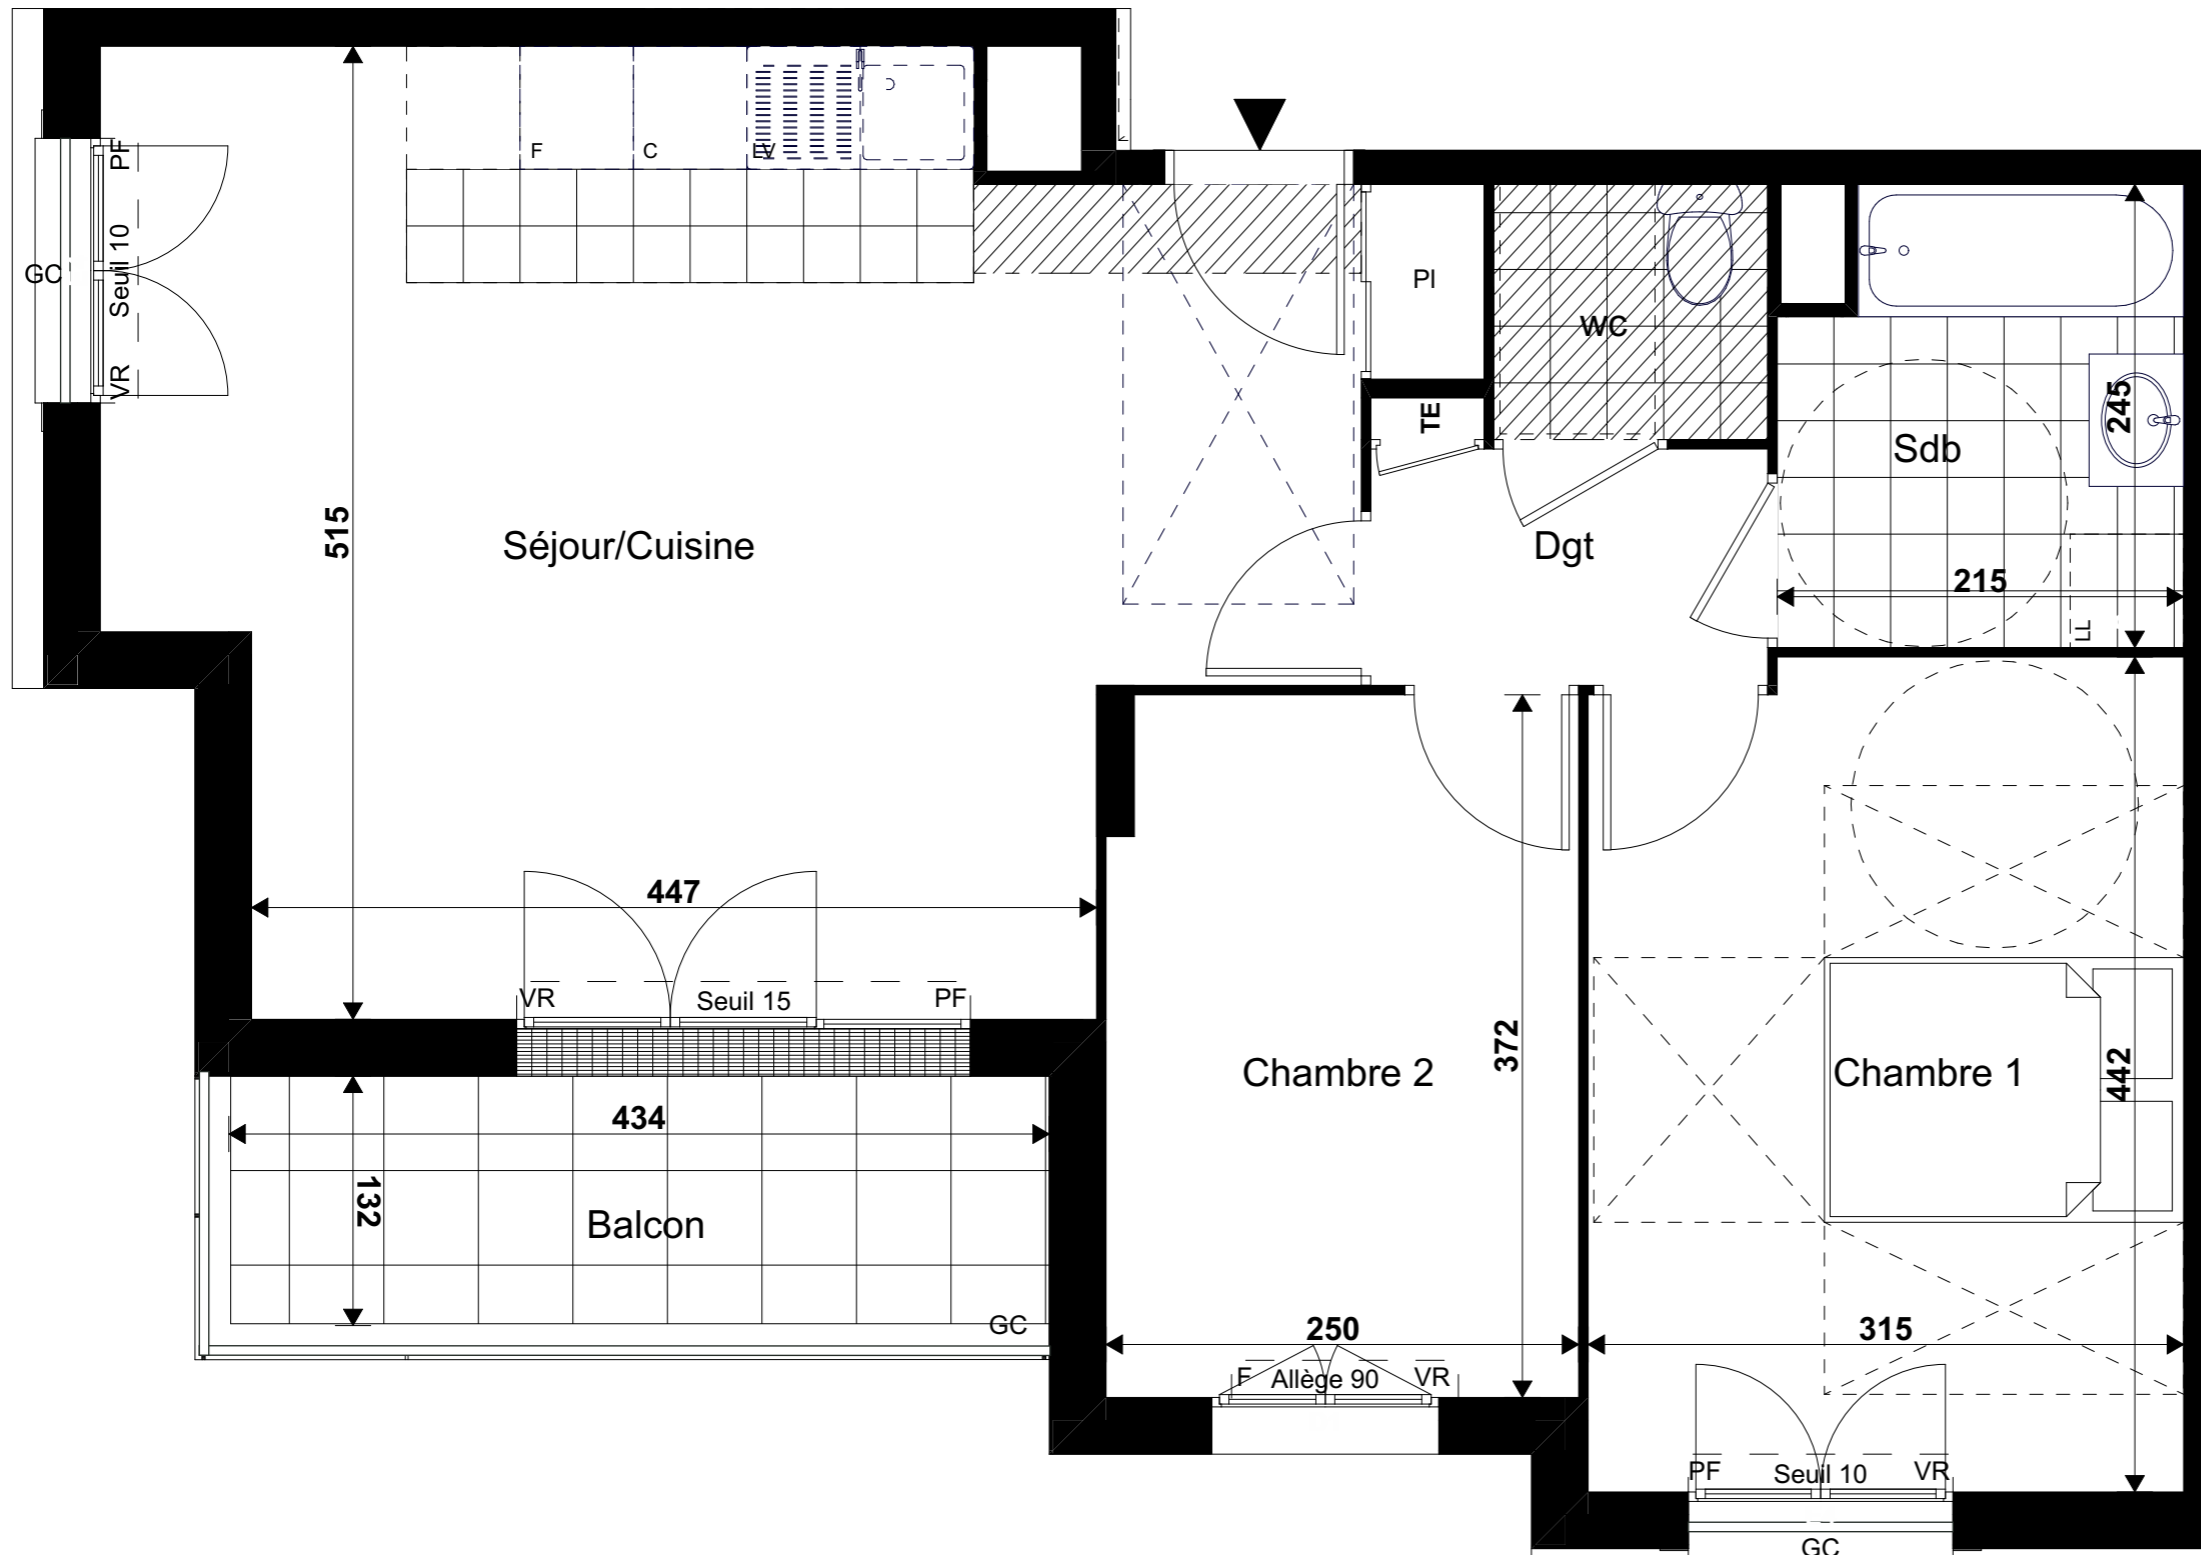 F
C
LV
PF
Seuil 10
VR
GC
Pl
WC
TE
Sdb
245
215
LL
515
Séjour/Cuisine
Dgt
447
VR
Seuil 15
PF
434
132
Balcon
GC
Chambre 2
372
250
F
Allège 90
VR
Chambre 1
442
315
PF
Seuil 10
VR
GC